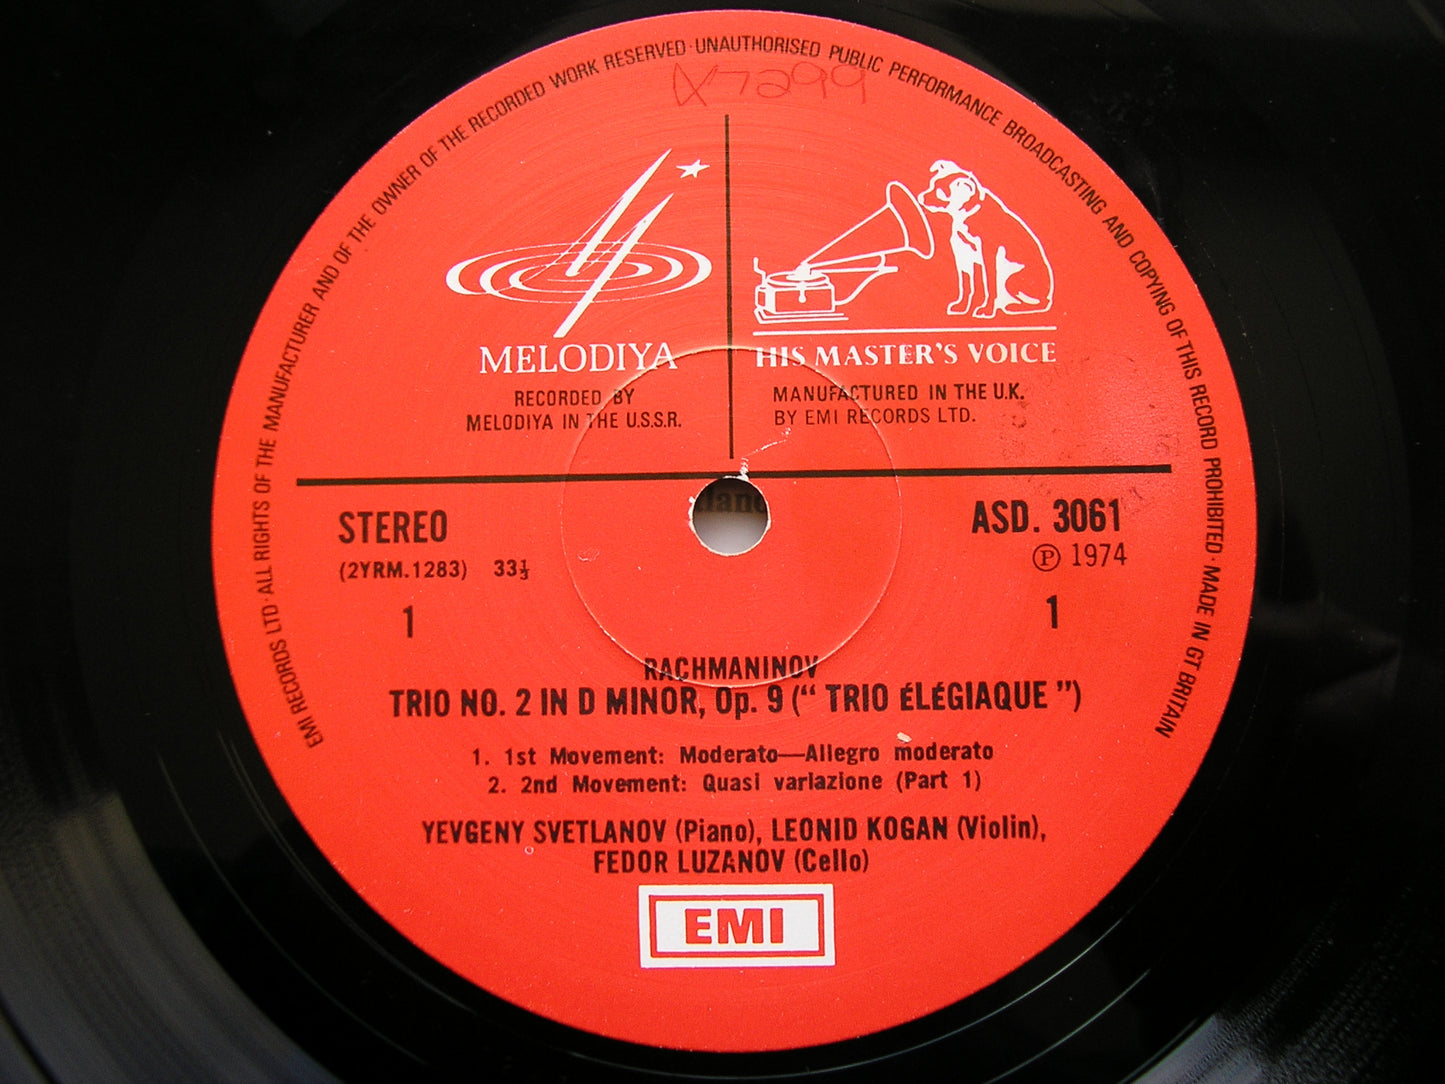 EMI RECORDS LTD·ALL RIGHTS OF THE MANUFACTURER AND OF THE OWNER OF THE RECORDED WORK RESERVED·UNAUTHORISED PUBLIC PERFORMANCE BROADCASTING AND COPYING OF THIS RECORD PROHIBITED·MADE IN GT BRITAIN
MELODIYA
RECORDED BY
MELODIYA IN THE U.S.S.R.
HIS MASTER'S VOICE
MANUFACTURED IN THE U.K.
BY EMI RECORDS LTD.
STEREO
(2YRM.1283) 33⅓
1
ASD. 3061
Ⓟ 1974
1
RACHMANINOV
TRIO NO. 2 IN D MINOR, Op. 9 (“ TRIO ÉLÉGIAQUE ”)
1. 1st Movement: Moderato—Allegro moderato
2. 2nd Movement: Quasi variazione (Part 1)
YEVGENY SVETLANOV (Piano), LEONID KOGAN (Violin),
FEDOR LUZANOV (Cello)
EMI